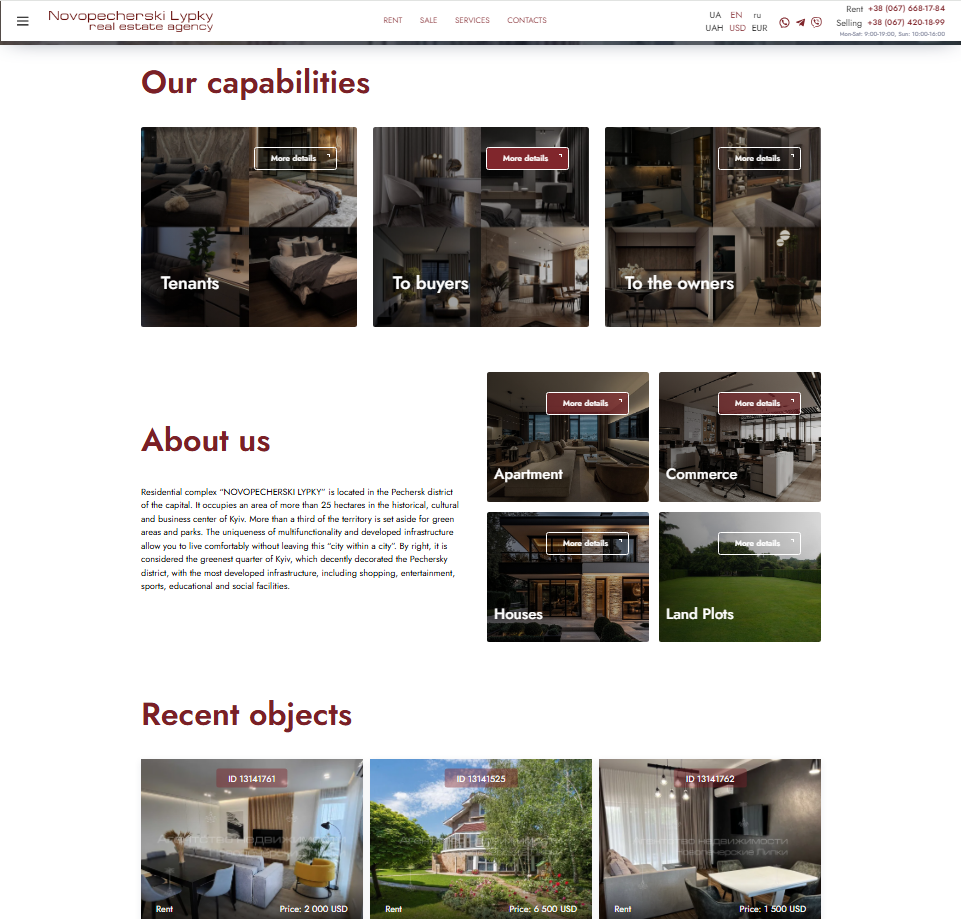 Novopecherski Lypky
real estate agency
RENT SALE SERVICES CONTACTS
UA EN ru
UAH USD EUR
Rent +38 (067) 668-17-84
Selling +38 (067) 420-18-99
Mon-Sat: 9:00-19:00, Sun: 10:00-16:00
Our capabilities
More details
Tenants
More details
To buyers
More details
To the owners
About us
Residential complex “NOVOPECHERSKI LYPKY” is located in the Pechersk district
of the capital. It occupies an area of more than 25 hectares in the historical, cultural
and business center of Kyiv. More than a third of the territory is set aside for green
areas and parks. The uniqueness of multifunctionality and developed infrastructure
allow you to live comfortably without leaving this “city within a city”. By right, it is
considered the greenest quarter of Kyiv, which decently decorated the Pechersky
district, with the most developed infrastructure, including shopping, entertainment,
sports, educational and social facilities.
More details
Apartment
More details
Commerce
More details
Houses
More details
Land Plots
Recent objects
ID 13141761
Rent Price: 2 000 USD
ID 13141525
Rent Price: 6 500 USD
ID 13141762
Rent Price: 1 500 USD